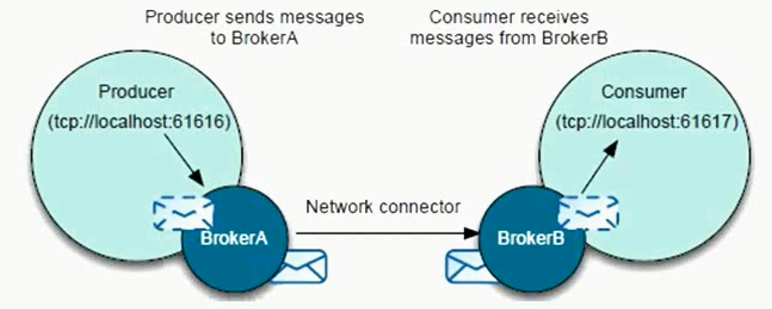 Producer sends messages
to BrokerA
Consumer receives
messages from BrokerB
Producer
(tcp://localhost:61616)
Consumer
(tcp://localhost:61617)
Network connector
BrokerA
BrokerB